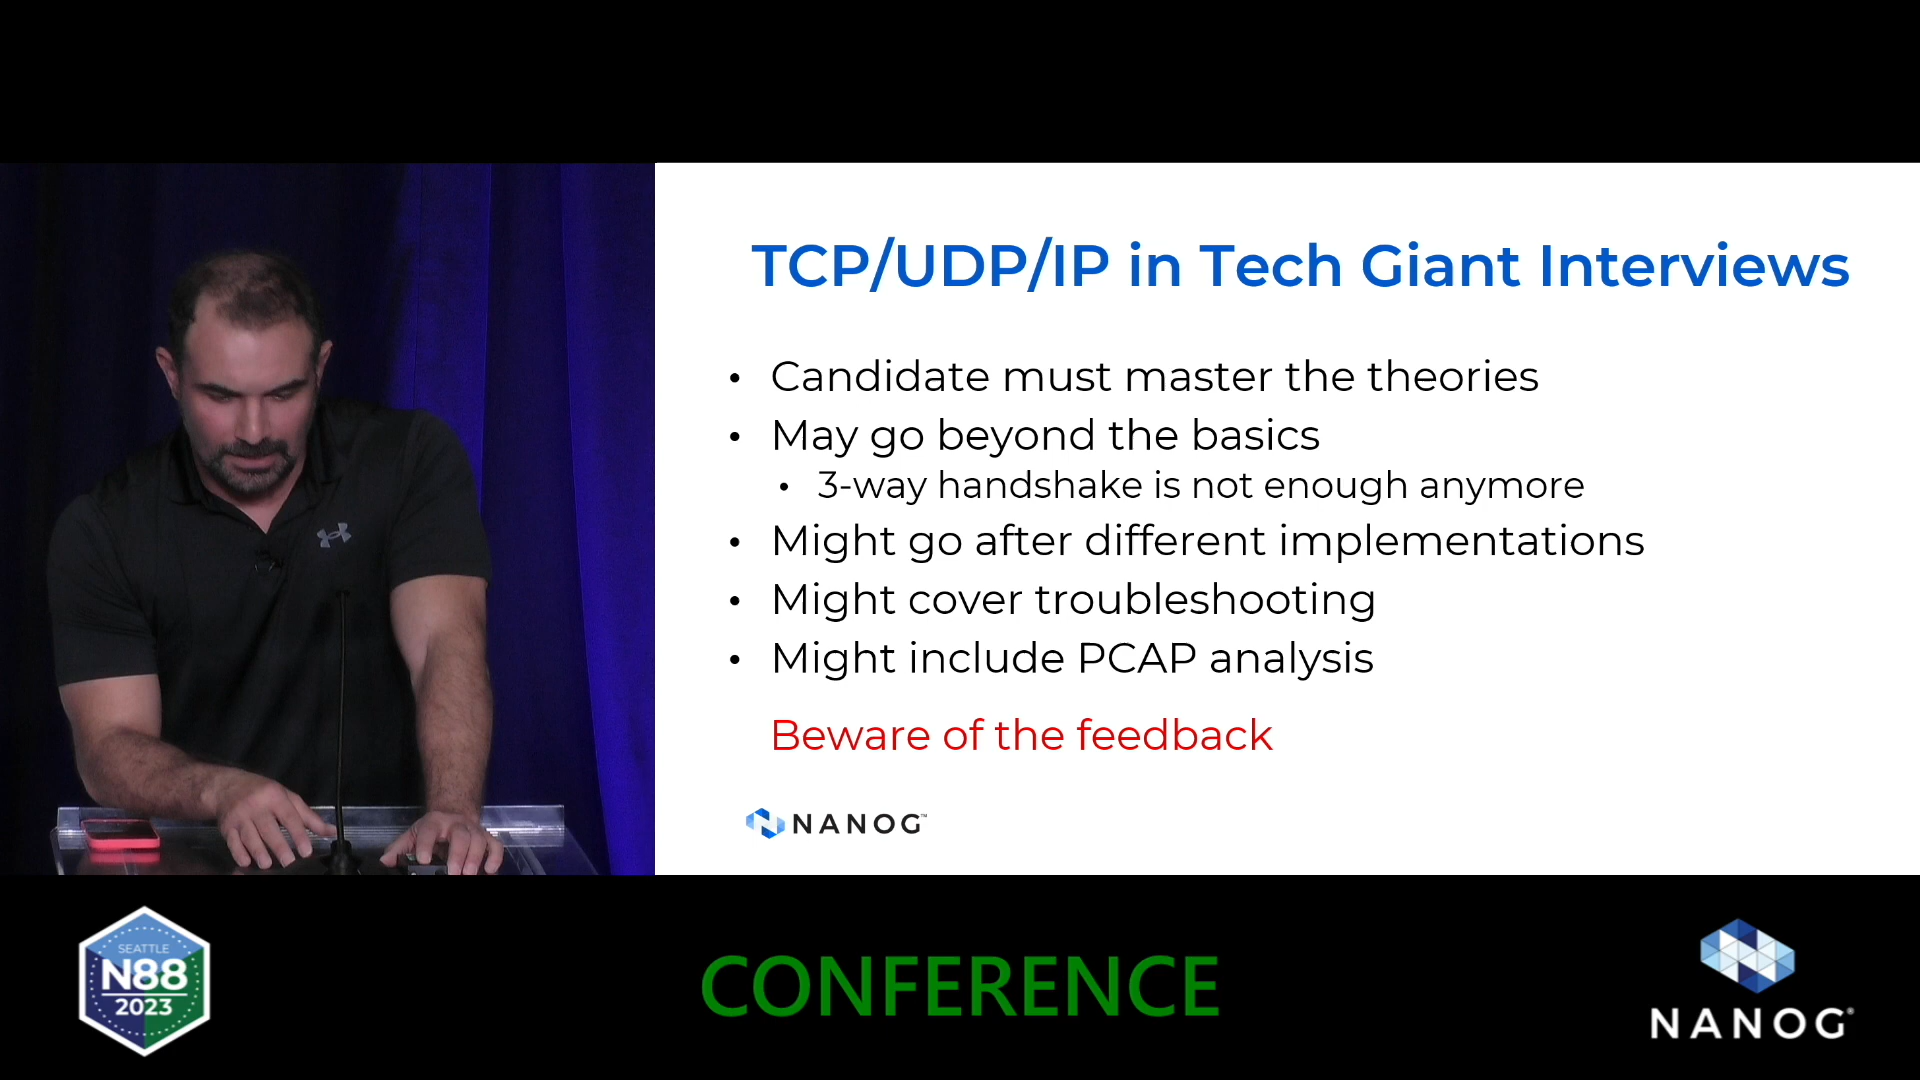 TCP/UDP/IP in Tech Giant Interviews
• Candidate must master the theories
• May go beyond the basics
• 3-way handshake is not enough anymore
• Might go after different implementations
• Might cover troubleshooting
• Might include PCAP analysis
Beware of the feedback
NANOG™
SEATTLE
N88
2023
CONFERENCE
NANOG®